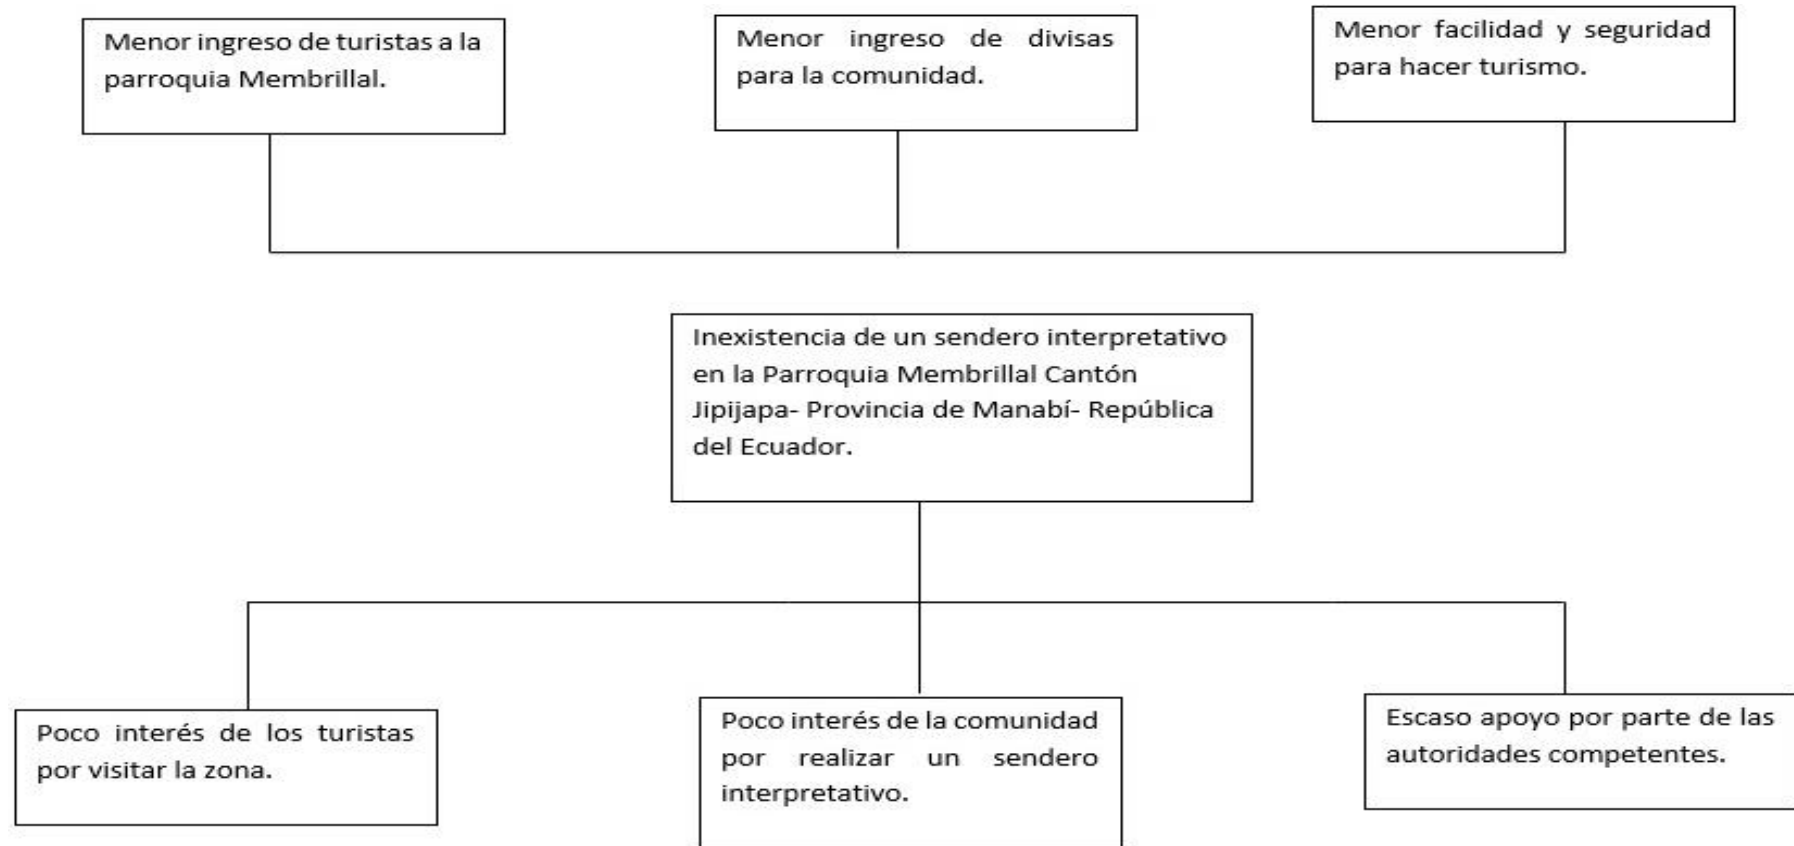 Menor ingreso de turistas a la
parroquia Membrillal.
Menor ingreso de divisas
para la comunidad.
Menor facilidad y seguridad
para hacer turismo.
Inexistencia de un sendero interpretativo
en la Parroquia Membrillal Cantón
Jipijapa- Provincia de Manabí- República
del Ecuador.
Poco interés de los turistas
por visitar la zona.
Poco interés de la comunidad
por realizar un sendero
interpretativo.
Escaso apoyo por parte de las
autoridades competentes.